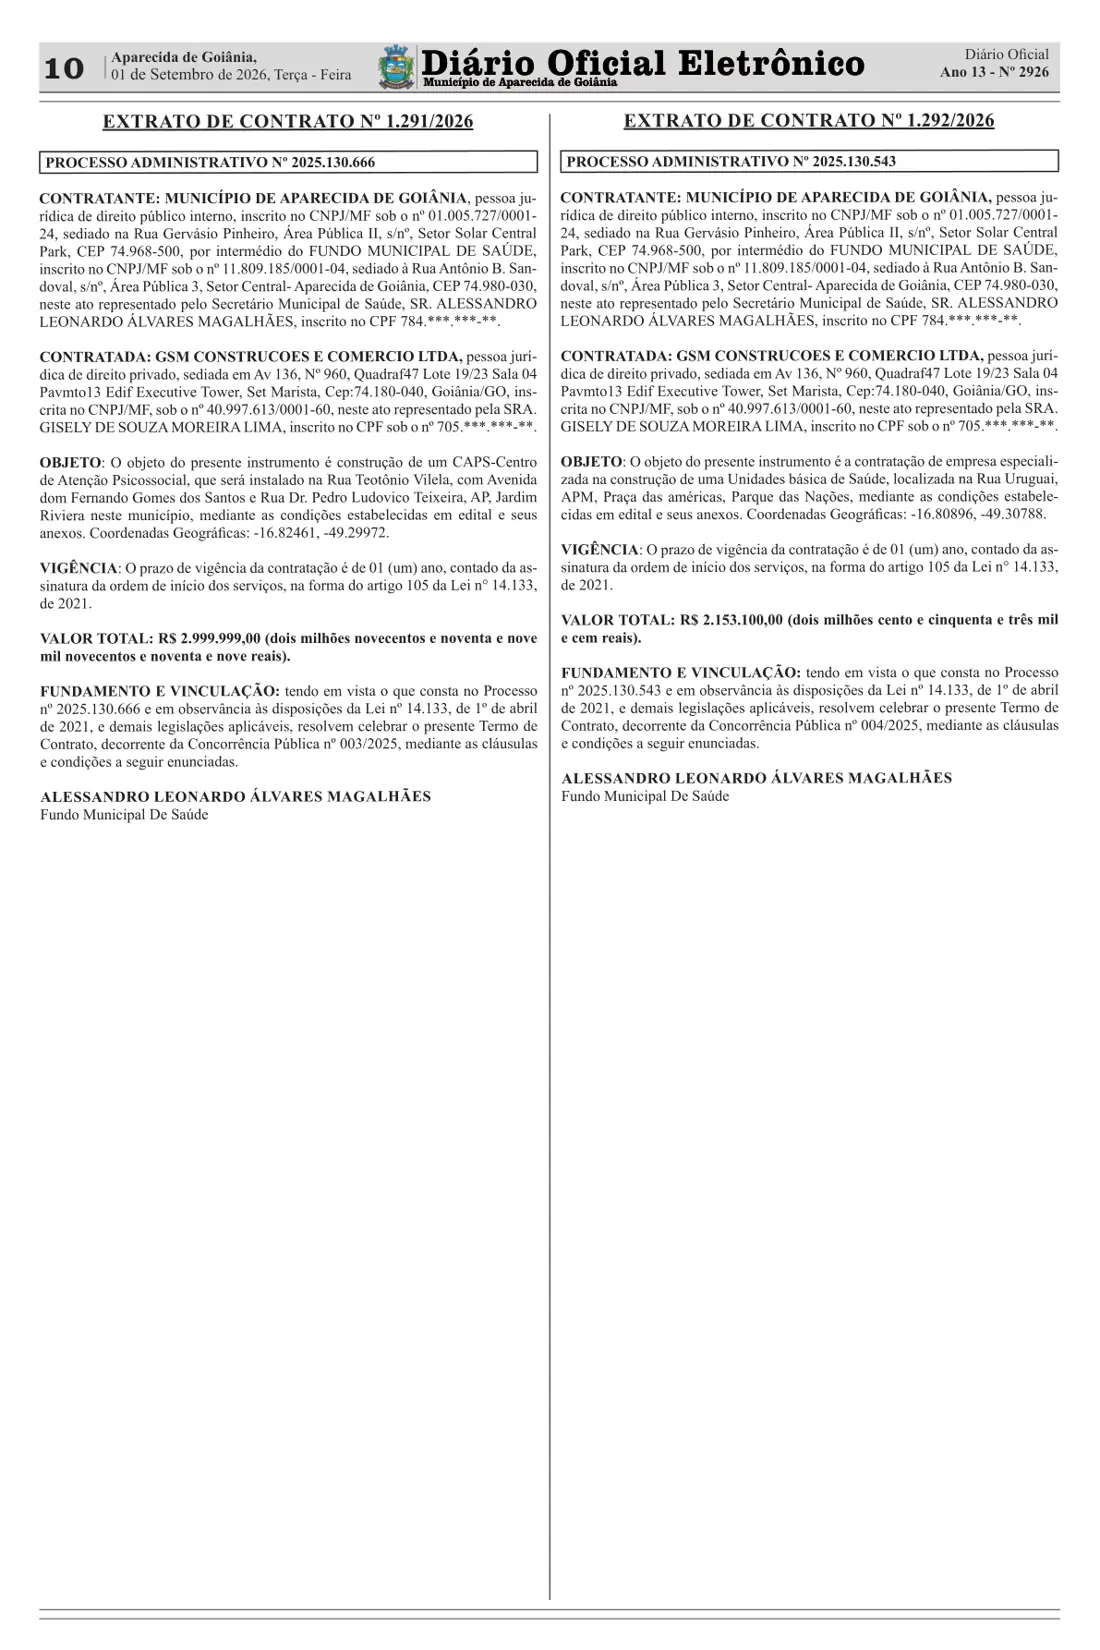 10
Aparecida de Goiânia,
01 de Setembro de 2026, Terça - Feira
Diário Oficial Eletrônico
Município de Aparecida de Goiânia
Diário Oficial
Ano 13 - Nº 2926
EXTRATO DE CONTRATO Nº 1.291/2026
PROCESSO ADMINISTRATIVO Nº 2025.130.666
CONTRATANTE: MUNICÍPIO DE APARECIDA DE GOIÂNIA, pessoa ju-
rídica de direito público interno, inscrito no CNPJ/MF sob o nº 01.005.727/0001-
24, sediado na Rua Gervásio Pinheiro, Área Pública II, s/nº, Setor Solar Central
Park, CEP 74.968-500, por intermédio do FUNDO MUNICIPAL DE SAÚDE,
inscrito no CNPJ/MF sob o nº 11.809.185/0001-04, sediado à Rua Antônio B. San-
doval, s/nº, Área Pública 3, Setor Central- Aparecida de Goiânia, CEP 74.980-030,
neste ato representado pelo Secretário Municipal de Saúde, SR. ALESSANDRO
LEONARDO ÁLVARES MAGALHÃES, inscrito no CPF 784.***.***-**.
CONTRATADA: GSM CONSTRUCOES E COMERCIO LTDA, pessoa jurí-
dica de direito privado, sediada em Av 136, Nº 960, Quadraf47 Lote 19/23 Sala 04
Pavmto13 Edif Executive Tower, Set Marista, Cep:74.180-040, Goiânia/GO, ins-
crita no CNPJ/MF, sob o nº 40.997.613/0001-60, neste ato representado pela SRA.
GISELY DE SOUZA MOREIRA LIMA, inscrito no CPF sob o nº 705.***.***-**.
OBJETO: O objeto do presente instrumento é construção de um CAPS-Centro
de Atenção Psicossocial, que será instalado na Rua Teotônio Vilela, com Avenida
dom Fernando Gomes dos Santos e Rua Dr. Pedro Ludovico Teixeira, AP, Jardim
Riviera neste município, mediante as condições estabelecidas em edital e seus
anexos. Coordenadas Geográficas: -16.82461, -49.29972.
VIGÊNCIA: O prazo de vigência da contratação é de 01 (um) ano, contado da as-
sinatura da ordem de início dos serviços, na forma do artigo 105 da Lei n° 14.133,
de 2021.
VALOR TOTAL: R$ 2.999.999,00 (dois milhões novecentos e noventa e nove
mil novecentos e noventa e nove reais).
FUNDAMENTO E VINCULAÇÃO: tendo em vista o que consta no Processo
nº 2025.130.666 e em observância às disposições da Lei nº 14.133, de 1º de abril
de 2021, e demais legislações aplicáveis, resolvem celebrar o presente Termo de
Contrato, decorrente da Concorrência Pública nº 003/2025, mediante as cláusulas
e condições a seguir enunciadas.
ALESSANDRO LEONARDO ÁLVARES MAGALHÃES
Fundo Municipal De Saúde
EXTRATO DE CONTRATO Nº 1.292/2026
PROCESSO ADMINISTRATIVO Nº 2025.130.543
CONTRATANTE: MUNICÍPIO DE APARECIDA DE GOIÂNIA, pessoa ju-
rídica de direito público interno, inscrito no CNPJ/MF sob o nº 01.005.727/0001-
24, sediado na Rua Gervásio Pinheiro, Área Pública II, s/nº, Setor Solar Central
Park, CEP 74.968-500, por intermédio do FUNDO MUNICIPAL DE SAÚDE,
inscrito no CNPJ/MF sob o nº 11.809.185/0001-04, sediado à Rua Antônio B. San-
doval, s/nº, Área Pública 3, Setor Central- Aparecida de Goiânia, CEP 74.980-030,
neste ato representado pelo Secretário Municipal de Saúde, SR. ALESSANDRO
LEONARDO ÁLVARES MAGALHÃES, inscrito no CPF 784.***.***-**.
CONTRATADA: GSM CONSTRUCOES E COMERCIO LTDA, pessoa jurí-
dica de direito privado, sediada em Av 136, Nº 960, Quadraf47 Lote 19/23 Sala 04
Pavmto13 Edif Executive Tower, Set Marista, Cep:74.180-040, Goiânia/GO, ins-
crita no CNPJ/MF, sob o nº 40.997.613/0001-60, neste ato representado pela SRA.
GISELY DE SOUZA MOREIRA LIMA, inscrito no CPF sob o nº 705.***.***-**.
OBJETO: O objeto do presente instrumento é a contratação de empresa especiali-
zada na construção de uma Unidades básica de Saúde, localizada na Rua Uruguai,
APM, Praça das américas, Parque das Nações, mediante as condições estabele-
cidas em edital e seus anexos. Coordenadas Geográficas: -16.80896, -49.30788.
VIGÊNCIA: O prazo de vigência da contratação é de 01 (um) ano, contado da as-
sinatura da ordem de início dos serviços, na forma do artigo 105 da Lei n° 14.133,
de 2021.
VALOR TOTAL: R$ 2.153.100,00 (dois milhões cento e cinquenta e três mil
e cem reais).
FUNDAMENTO E VINCULAÇÃO: tendo em vista o que consta no Processo
nº 2025.130.543 e em observância às disposições da Lei nº 14.133, de 1º de abril
de 2021, e demais legislações aplicáveis, resolvem celebrar o presente Termo de
Contrato, decorrente da Concorrência Pública nº 004/2025, mediante as cláusulas
e condições a seguir enunciadas.
ALESSANDRO LEONARDO ÁLVARES MAGALHÃES
Fundo Municipal De Saúde